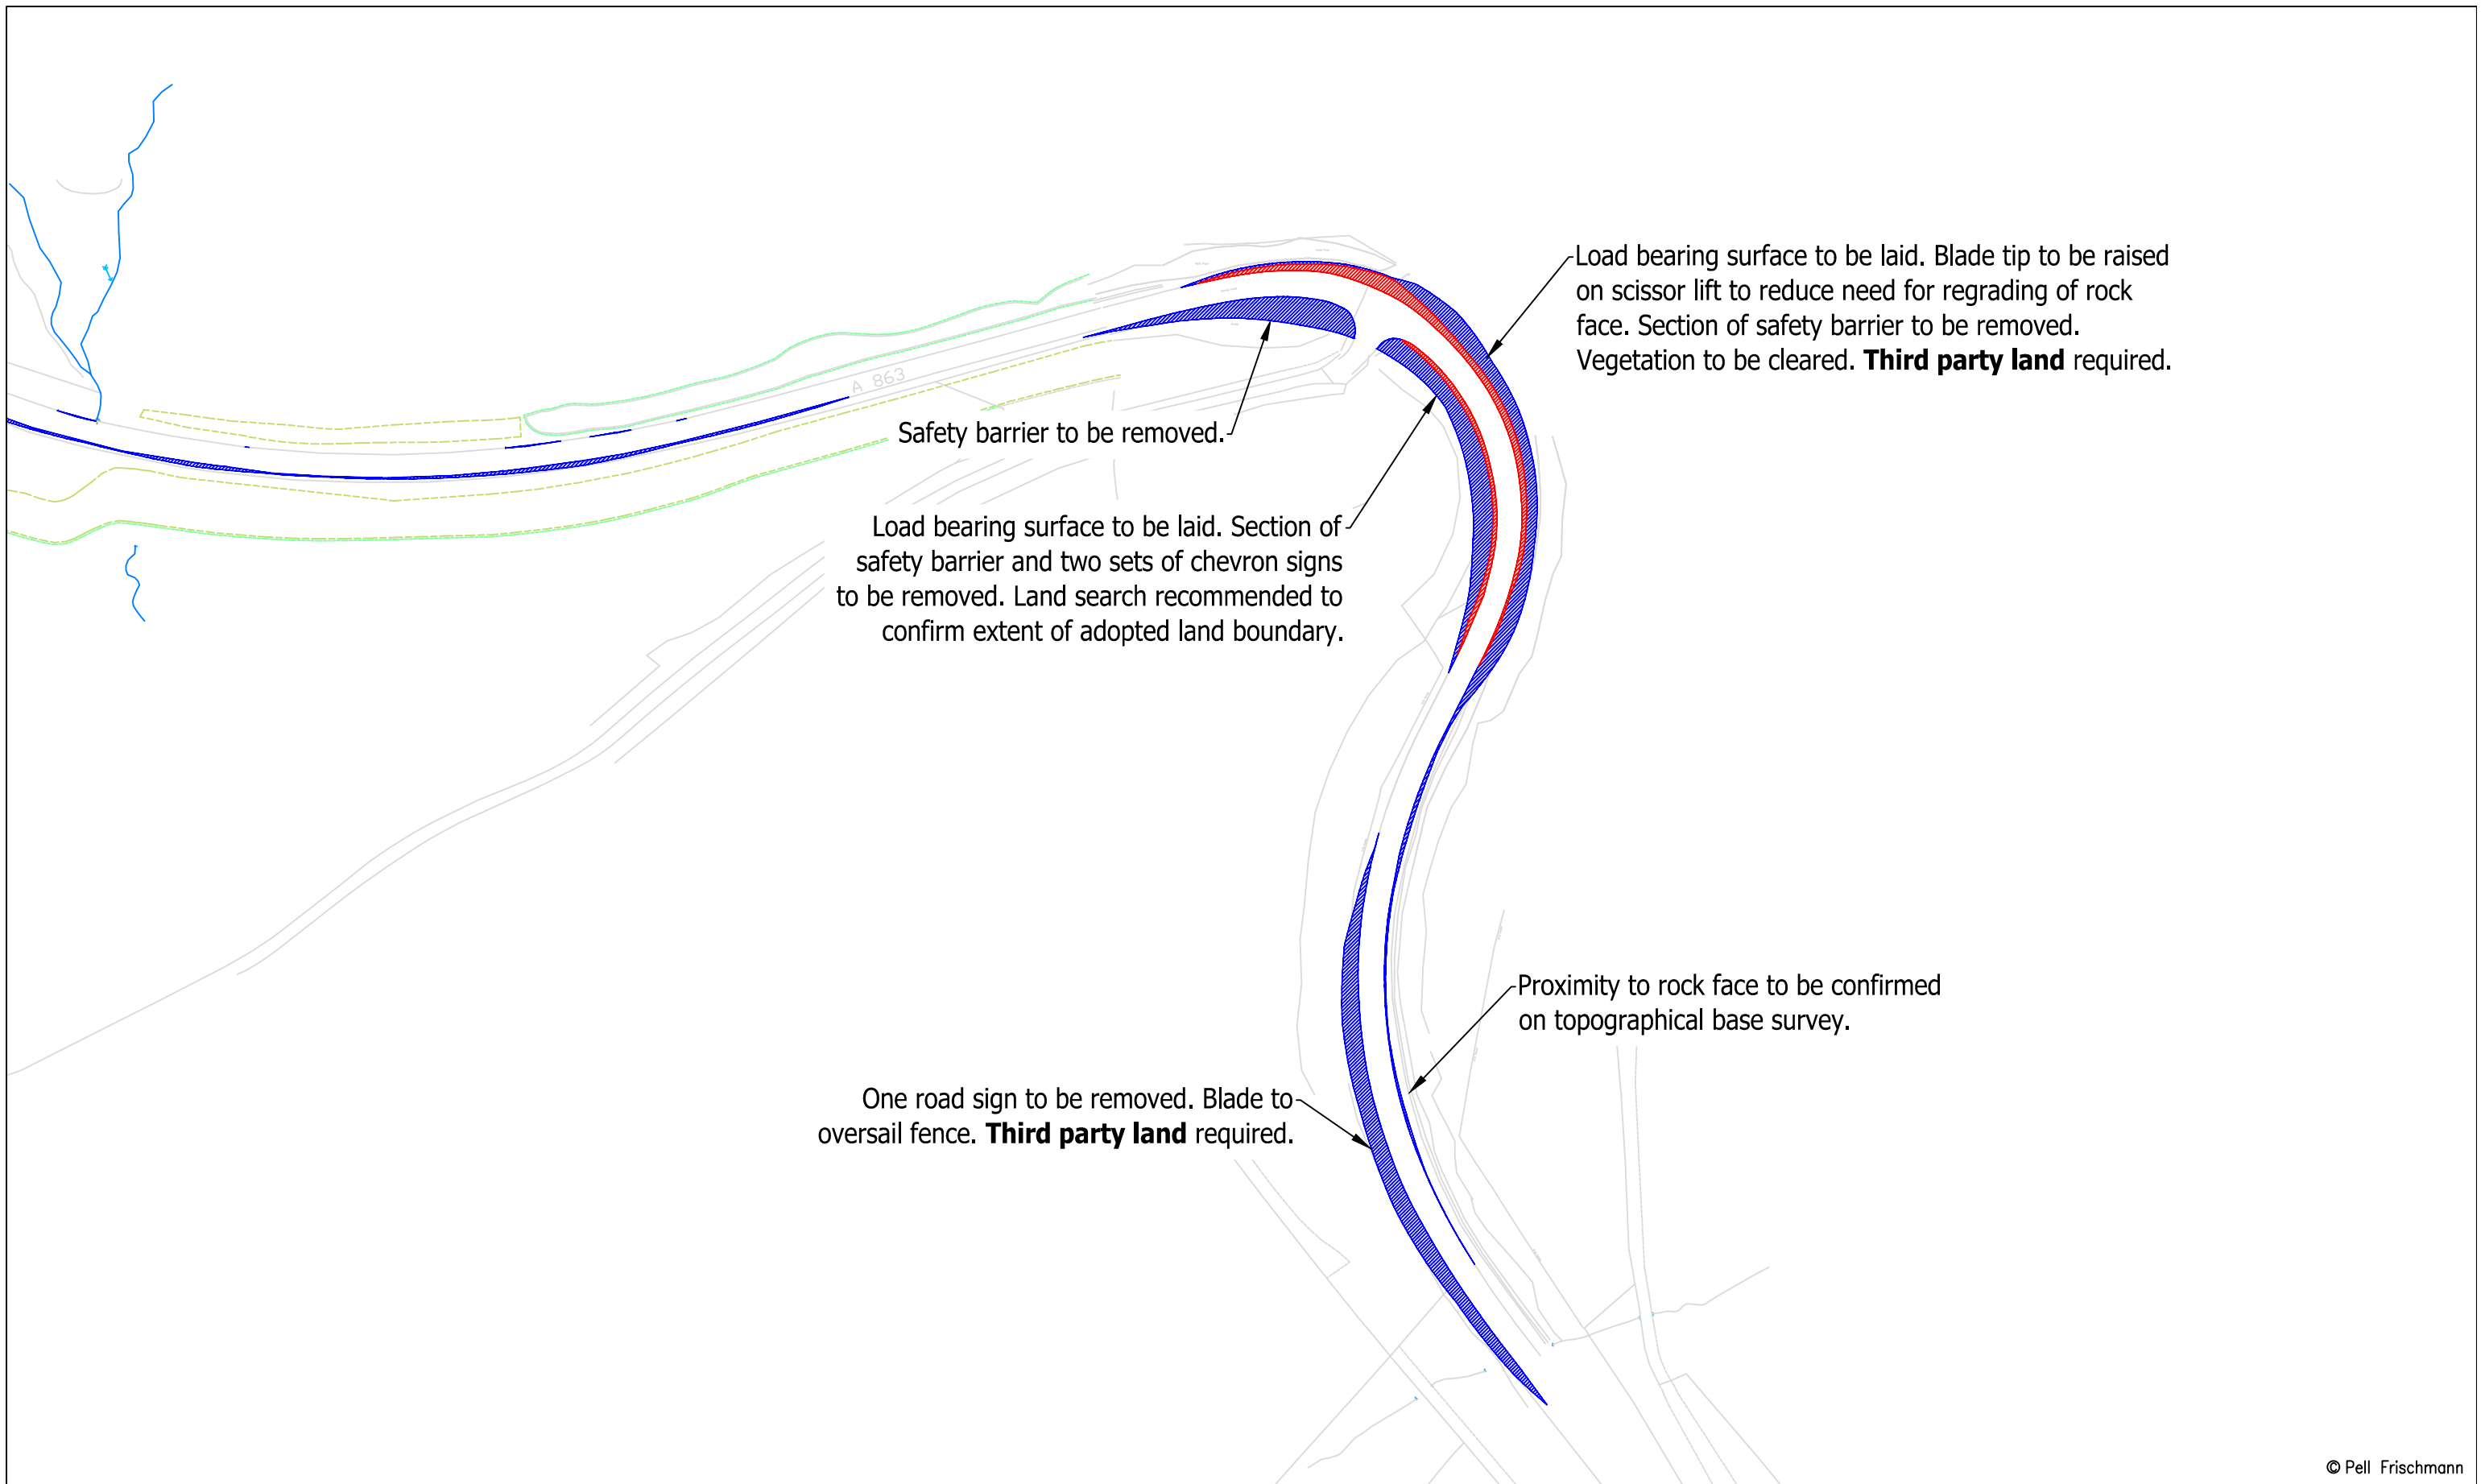 Load bearing surface to be laid. Blade tip to be raised
on scissor lift to reduce need for regrading of rock
face. Section of safety barrier to be removed.
Vegetation to be cleared. Third party land required.
A 863
Safety barrier to be removed.
Load bearing surface to be laid. Section of
safety barrier and two sets of chevron signs
to be removed. Land search recommended to
confirm extent of adopted land boundary.
Proximity to rock face to be confirmed
on topographical base survey.
One road sign to be removed. Blade to
oversail fence. Third party land required.
© Pell Frischmann